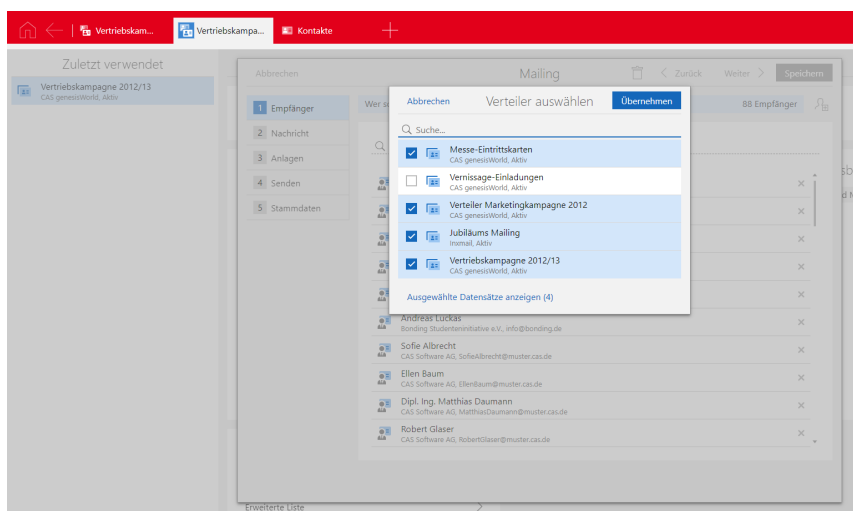 Vertriebskam...
Vertriebskampa...
Kontakte
Zuletzt verwendet
Vertriebskampagne 2012/13
CAS genesisWorld, Aktiv
Abbrechen
Mailing
Zurück
Weiter
Speichern
1 Empfänger
2 Nachricht
3 Anlagen
4 Senden
5 Stammdaten
88 Empfänger
Abbrechen
Verteiler auswählen
Übernehmen
Suche...
Messe-Eintrittskarten
CAS genesisWorld, Aktiv
Vernissage-Einladungen
CAS genesisWorld, Aktiv
Verteiler Marketingkampagne 2012
CAS genesisWorld, Aktiv
Jubiläums Mailing
Inxmail, Aktiv
Vertriebskampagne 2012/13
CAS genesisWorld, Aktiv
Ausgewählte Datensätze anzeigen (4)
Andreas Luckas
Bonding Studenteninitiative e.V., info@bonding.de
Sofie Albrecht
CAS Software AG, SofieAlbrecht@muster.cas.de
Ellen Baum
CAS Software AG, EllenBaum@muster.cas.de
Dipl. Ing. Matthias Daumann
CAS Software AG, MatthiasDaumann@muster.cas.de
Robert Glaser
CAS Software AG, RobertGlaser@muster.cas.de
Erweiterte Liste